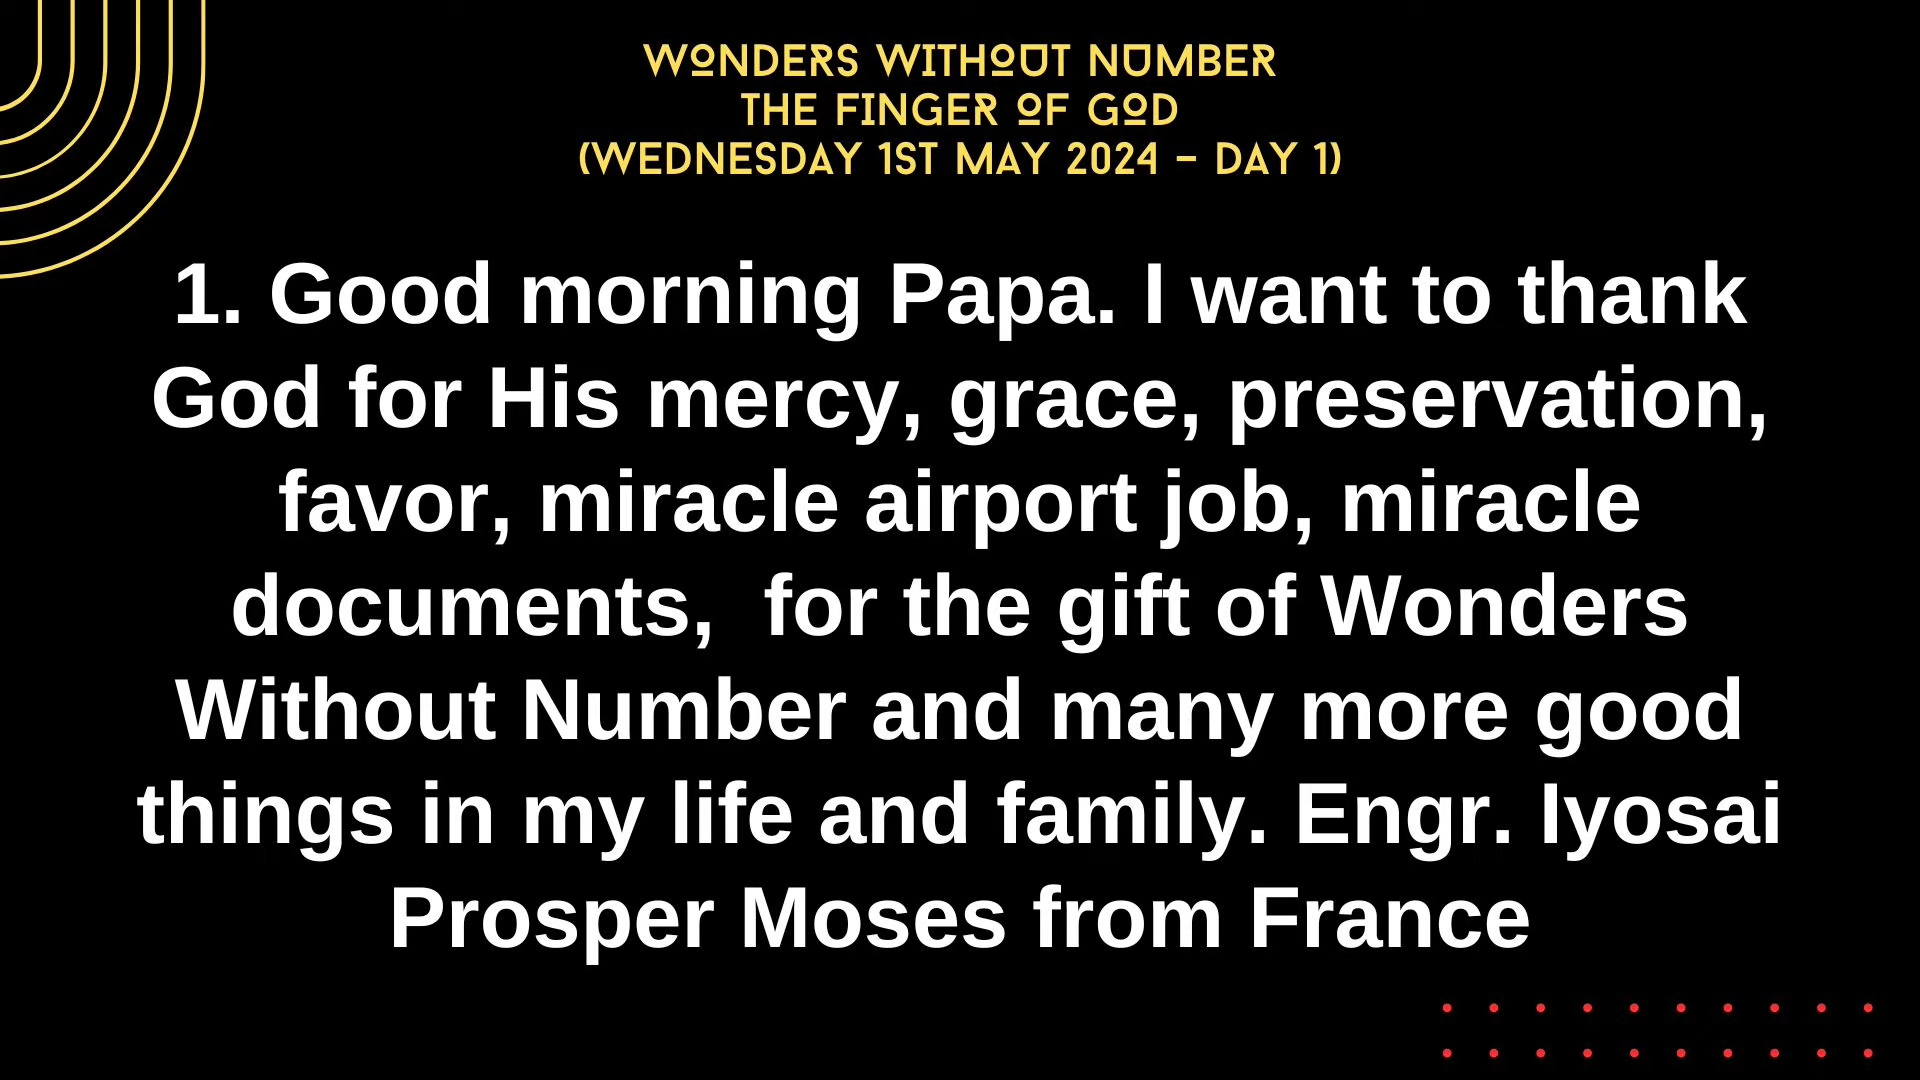 WONDERS WITHOUT NUMBER
THE FINGER OF GOD
(WEDNESDAY 1ST MAY 2024 – DAY 1)
1. Good morning Papa. I want to thank
God for His mercy, grace, preservation,
favor, miracle airport job, miracle
documents,  for the gift of Wonders
Without Number and many more good
things in my life and family. Engr. Iyosai
Prosper Moses from France